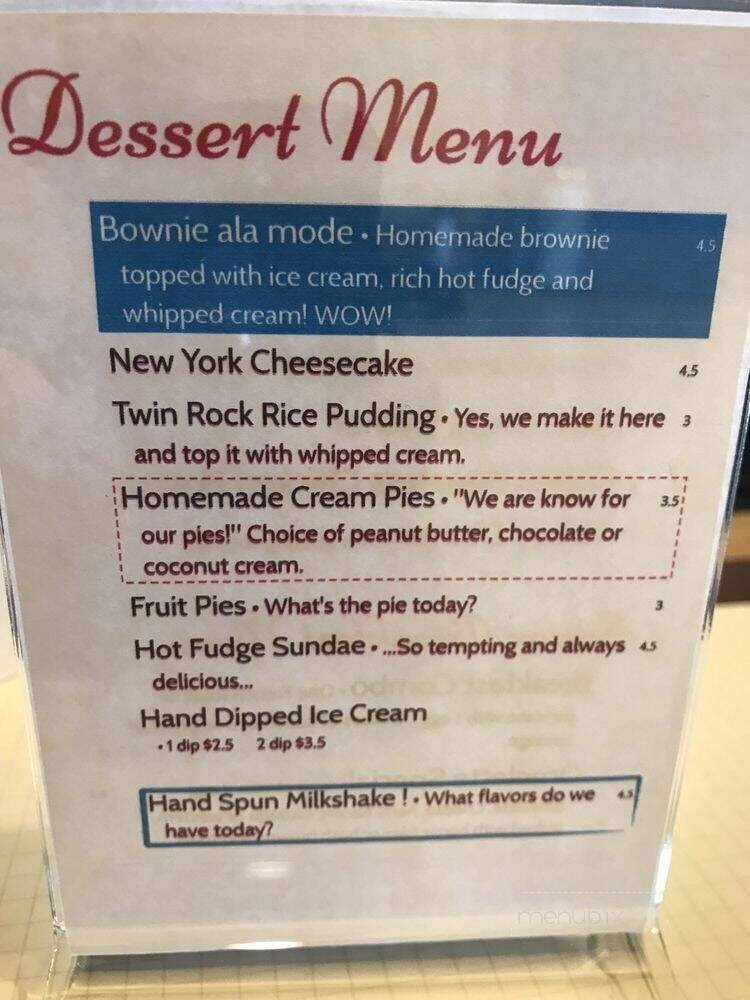 Dessert Menu
Bownie ala mode • Homemade brownie 4.5
topped with ice cream, rich hot fudge and
whipped cream! WOW!
New York Cheesecake 4.5
Twin Rock Rice Pudding • Yes, we make it here 3
and top it with whipped cream.
Homemade Cream Pies • "We are know for 3.5
our pies!" Choice of peanut butter, chocolate or
coconut cream.
Fruit Pies • What's the pie today? 3
Hot Fudge Sundae • ...So tempting and always 4.5
delicious...
Hand Dipped Ice Cream
• 1 dip $2.5 2 dip $3.5
Hand Spun Milkshake ! • What flavors do we 4.5
have today?
menupix